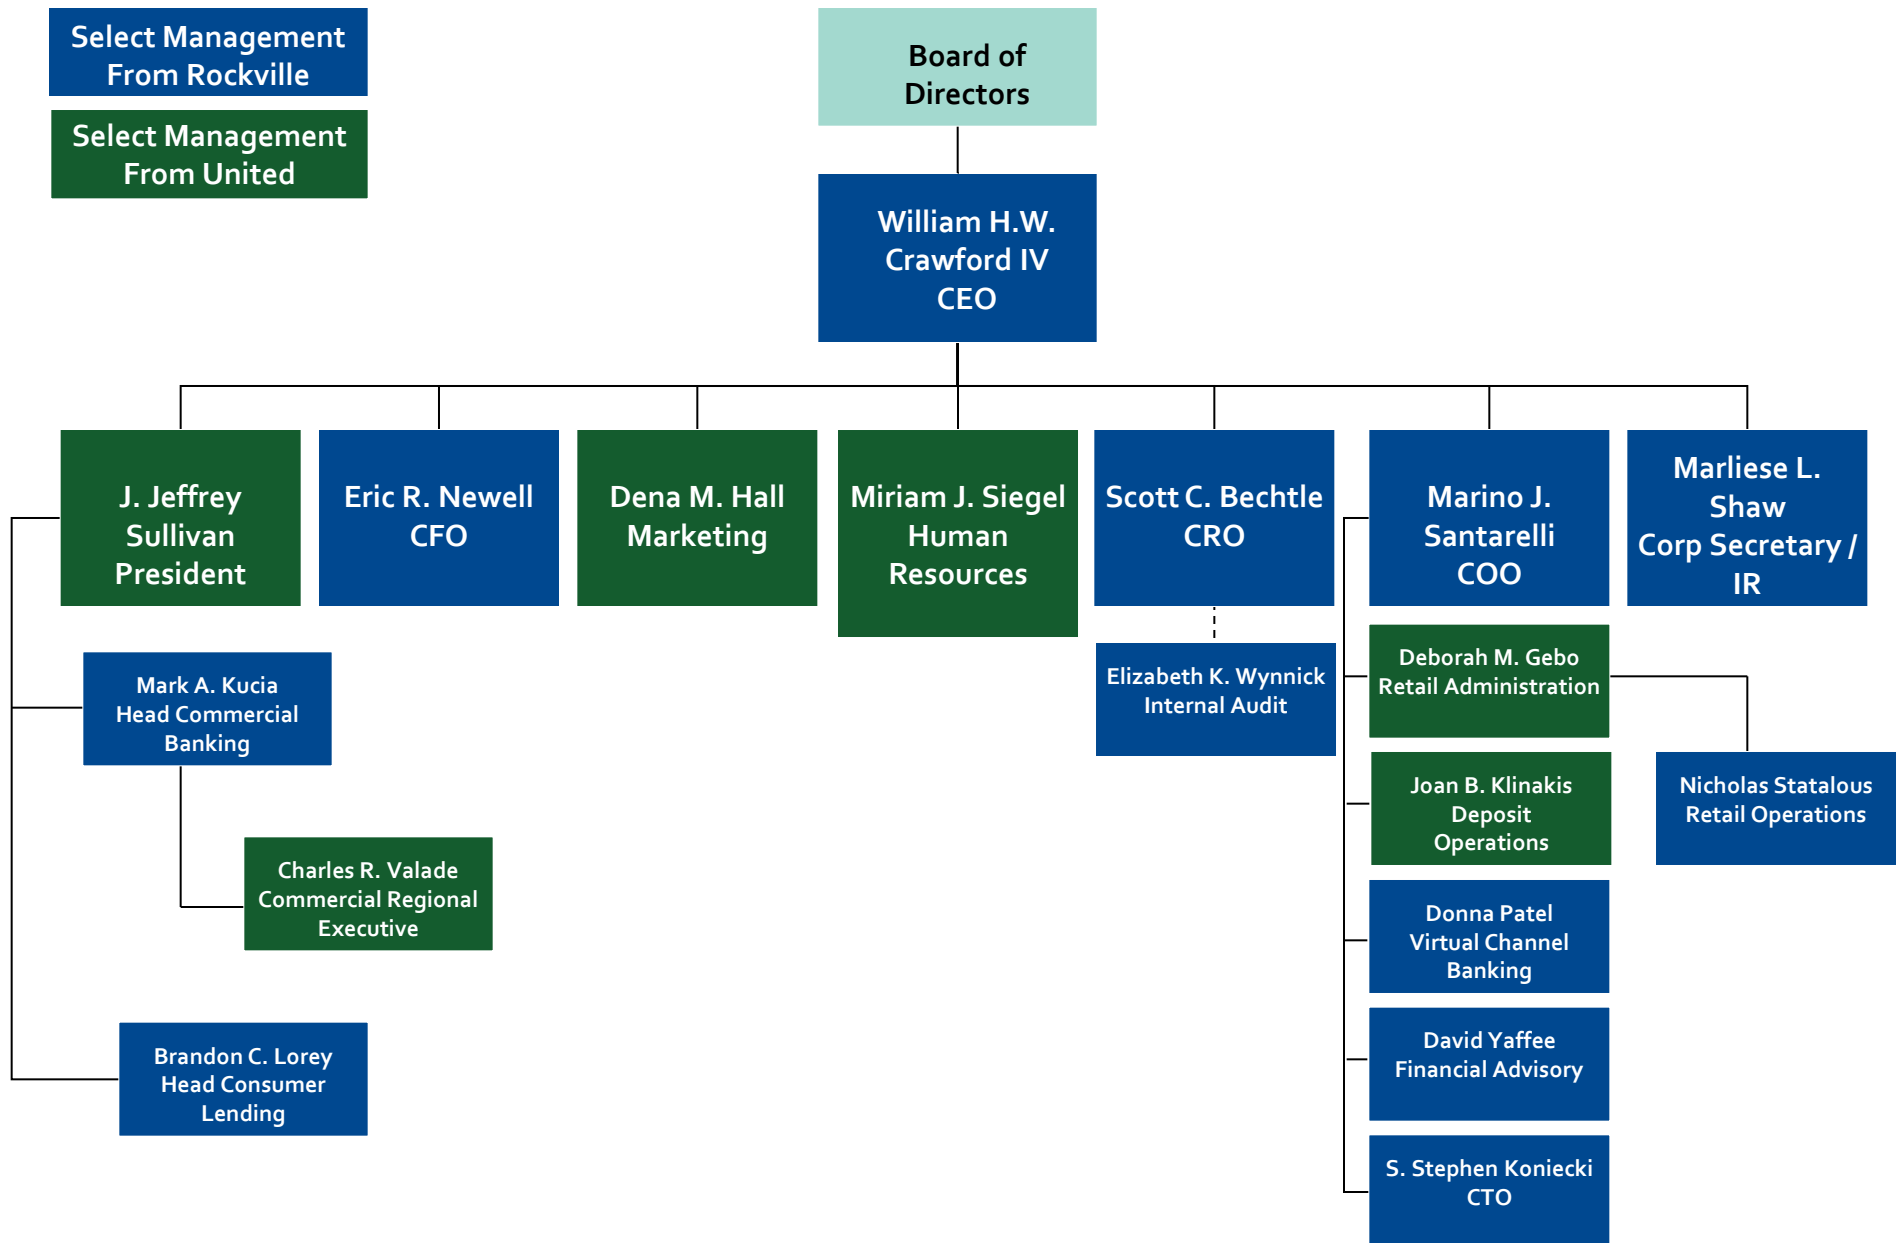 Select Management
From Rockville
Select Management
From United
Board of
Directors
William H.W.
Crawford IV
CEO
J. Jeffrey
Sullivan
President
Eric R. Newell
CFO
Dena M. Hall
Marketing
Miriam J. Siegel
Human
Resources
Scott C. Bechtle
CRO
Marino J.
Santarelli
COO
Marliese L.
Shaw
Corp Secretary /
IR
Mark A. Kucia
Head Commercial
Banking
Charles R. Valade
Commercial Regional
Executive
Brandon C. Lorey
Head Consumer
Lending
Elizabeth K. Wynnick
Internal Audit
Deborah M. Gebo
Retail Administration
Nicholas Statalous
Retail Operations
Joan B. Klinakis
Deposit
Operations
Donna Patel
Virtual Channel
Banking
David Yaffee
Financial Advisory
S. Stephen Koniecki
CTO